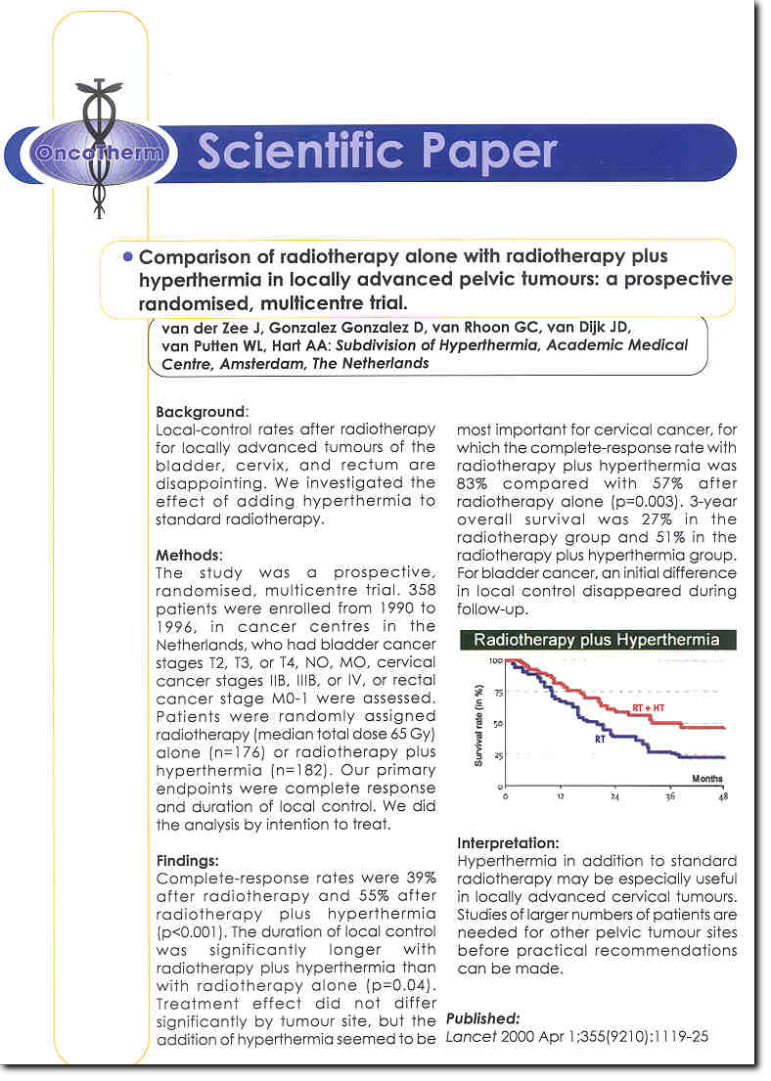 OncoTherm
Scientific Paper
• Comparison of radiotherapy alone with radiotherapy plus
hyperthermia in locally advanced pelvic tumours: a prospective
randomised, multicentre trial.
van der Zee J, Gonzalez Gonzalez D, van Rhoon GC, van Dijk JD,
van Putten WL, Hart AA: Subdivision of Hyperthermia, Academic Medical
Centre, Amsterdam, The Netherlands
Background:
Local-control rates after radiotherapy
for locally advanced tumours of the
bladder, cervix, and rectum are
disappointing. We investigated the
effect of adding hyperthermia to
standard radiotherapy.
Methods:
The study was a prospective,
randomised, multicentre trial. 358
patients were enrolled from 1990 to
1996, in cancer centres in the
Netherlands, who had bladder cancer
stages T2, T3, or T4, NO, MO, cervical
cancer stages IIB, IIIB, or IV, or rectal
cancer stage M0-1 were assessed.
Patients were randomly assigned
radiotherapy (median total dose 65 Gy)
alone (n=176) or radiotherapy plus
hyperthermia (n=182). Our primary
endpoints were complete response
and duration of local control. We did
the analysis by intention to treat.
Findings:
Complete-response rates were 39%
after radiotherapy and 55% after
radiotherapy plus hyperthermia
(p<0.001). The duration of local control
was significantly longer with
radiotherapy plus hyperthermia than
with radiotherapy alone (p=0.04).
Treatment effect did not differ
significantly by tumour site, but the
addition of hyperthermia seemed to be
most important for cervical cancer, for
which the complete-response rate with
radiotherapy plus hyperthermia was
83% compared with 57% after
radiotherapy alone (p=0.003). 3-year
overall survival was 27% in the
radiotherapy group and 51% in the
radiotherapy plus hyperthermia group.
For bladder cancer, an initial difference
in local control disappeared during
follow-up.
Radiotherapy plus Hyperthermia
Survival rate (in %)
100
75
50
25
0
RT + HT
RT
Months
0 12 24 36 48
Interpretation:
Hyperthermia in addition to standard
radiotherapy may be especially useful
in locally advanced cervical tumours.
Studies of larger numbers of patients are
needed for other pelvic tumour sites
before practical recommendations
can be made.
Published:
Lancet 2000 Apr 1;355(9210):1119-25